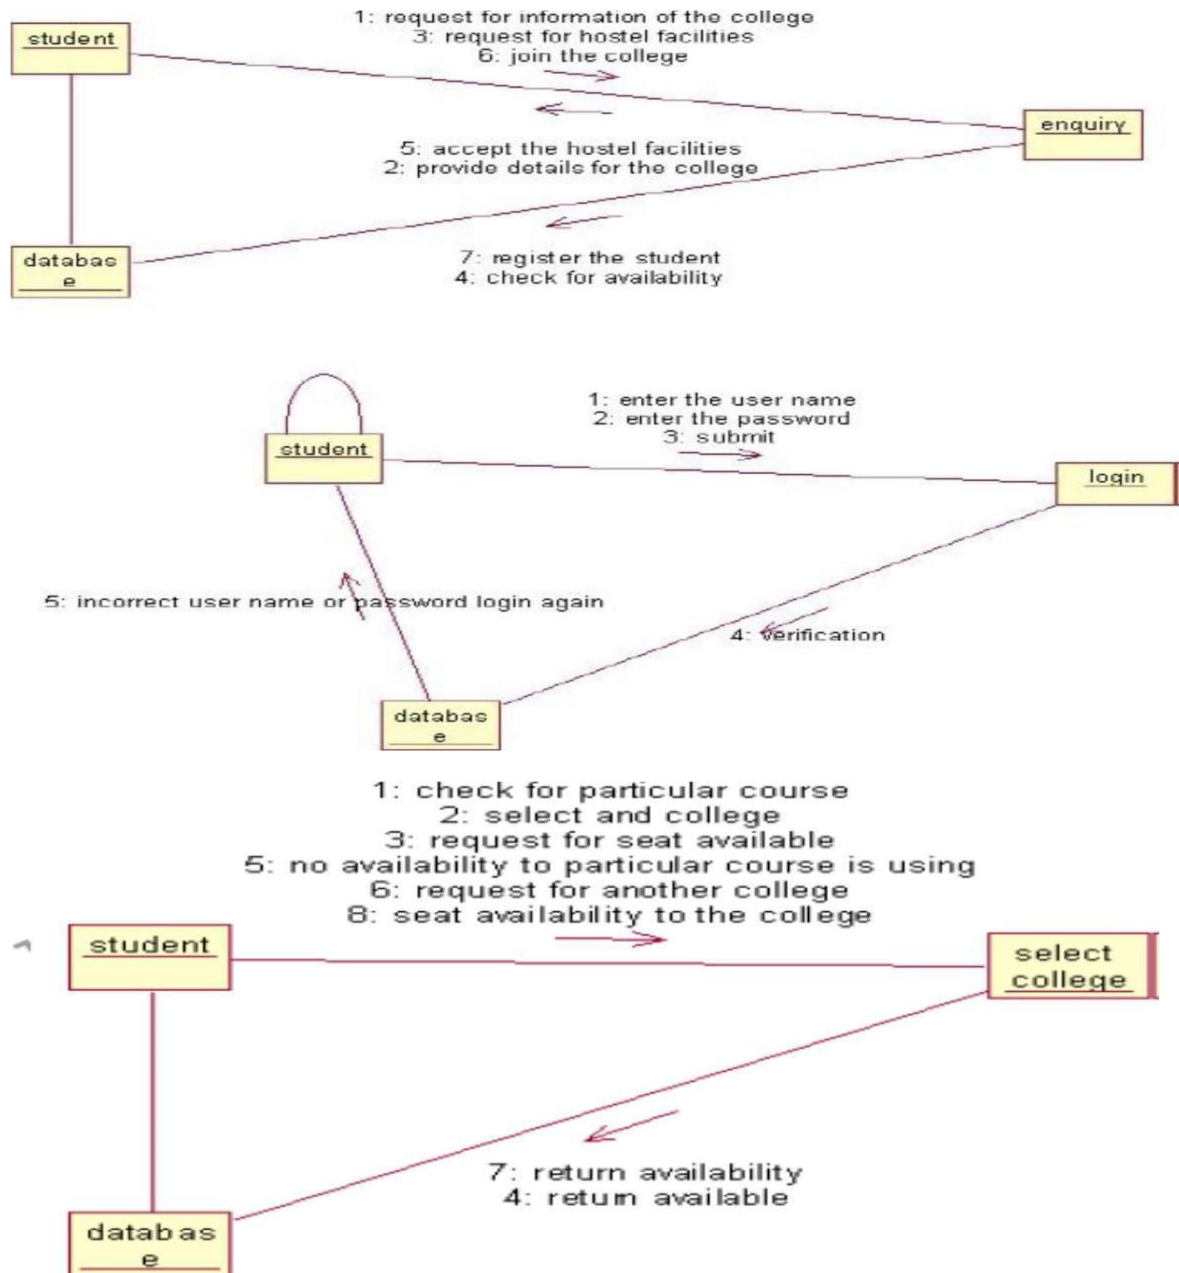 1: request for information of the college
3: request for hostel facilities
6: join the college
student
enquiry
5: accept the hostel facilities
2: provide details for the college
databas
e
7: register the student
4: check for availability
1: enter the user name
2: enter the password
3: submit
student
login
5: incorrect user name or password login again
4: verification
databas
e
1: check for particular course
2: select and college
3: request for seat available
5: no availability to particular course is using
6: request for another college
8: seat availability to the college
student
select
college
7: return availability
4: return available
databas
e